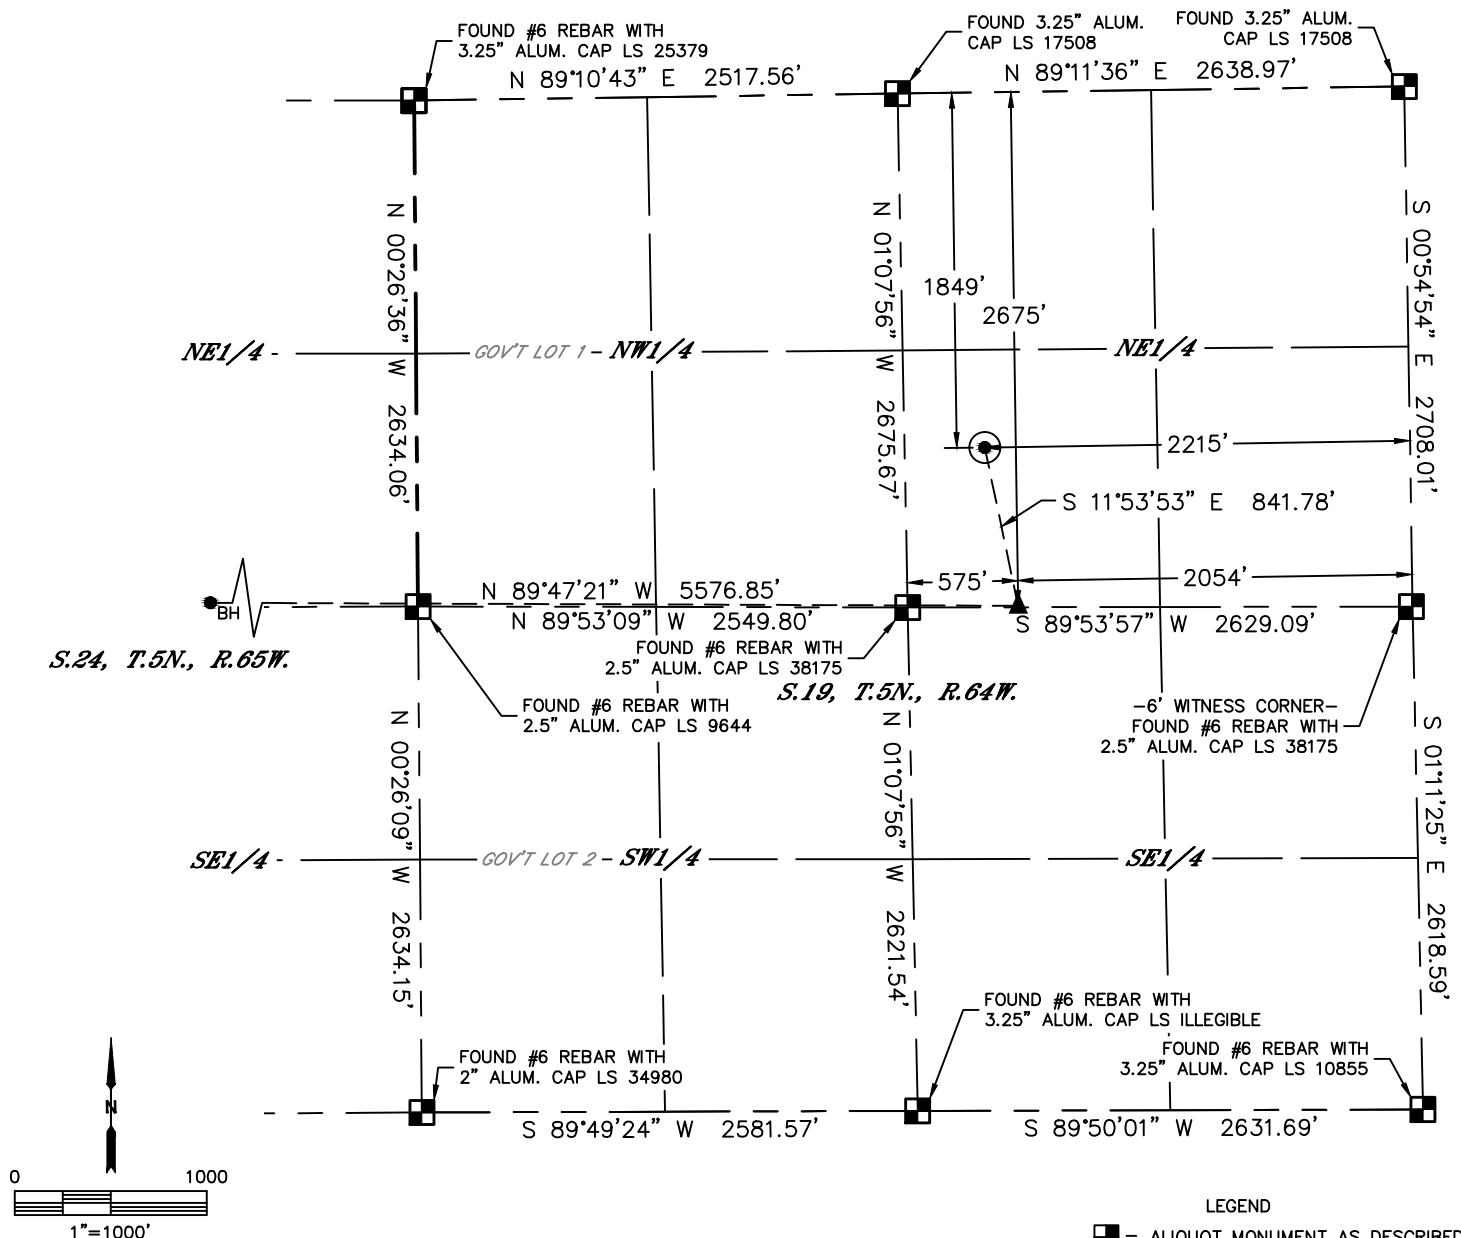 FOUND #6 REBAR WITH
3.25" ALUM. CAP LS 25379
FOUND 3.25" ALUM.
CAP LS 17508
FOUND 3.25" ALUM.
CAP LS 17508
N 89°10'43" E 2517.56'
N 89°11'36" E 2638.97'
N 00°26'36" W 2634.06'
N 01°07'56" W 2675.67'
S 00°54'54" E 2708.01'
1849'
2675'
NE1/4
GOV'T LOT 1
NW1/4
NE1/4
2215'
S 11°53'53" E 841.78'
575'
2054'
BH
N 89°47'21" W 5576.85'
N 89°53'09" W 2549.80'
S 89°53'57" W 2629.09'
S.24, T.5N., R.65W.
FOUND #6 REBAR WITH
2.5" ALUM. CAP LS 38175
S.19, T.5N., R.64W.
FOUND #6 REBAR WITH
2.5" ALUM. CAP LS 9644
-6' WITNESS CORNER-
FOUND #6 REBAR WITH
2.5" ALUM. CAP LS 38175
N 00°26'09" W 2634.15'
N 01°07'56" W 2621.54'
S 01°11'25" E 2618.59'
SE1/4
GOV'T LOT 2
SW1/4
SE1/4
FOUND #6 REBAR WITH
3.25" ALUM. CAP LS ILLEGIBLE
FOUND #6 REBAR WITH
2" ALUM. CAP LS 34980
FOUND #6 REBAR WITH
3.25" ALUM. CAP LS 10855
S 89°49'24" W 2581.57'
S 89°50'01" W 2631.69'
N
0 1000
1"=1000'
LEGEND
- ALIQUOT MONUMENT AS DESCRIBED